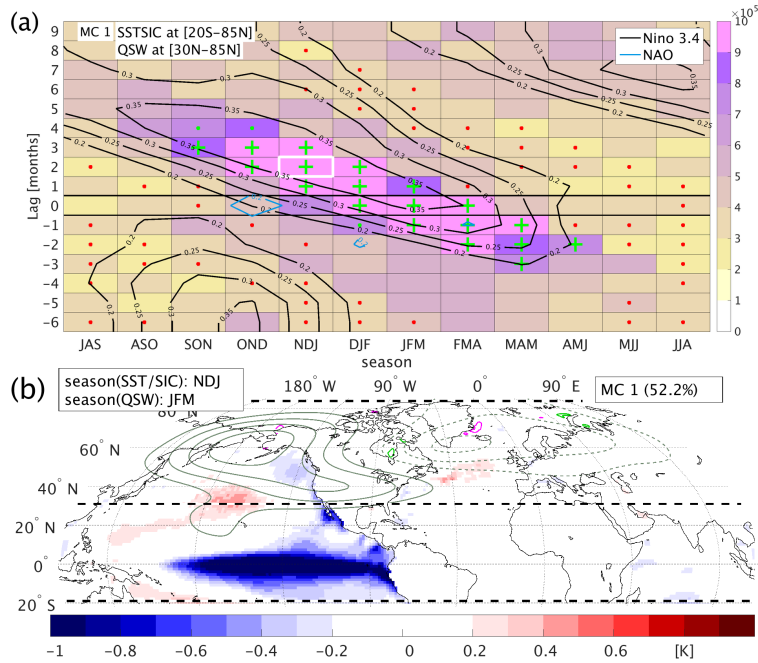 (a)
MC 1 SSTSIC at [20S-85N]
QSW at [30N-85N]
Nino 3.4
NAO
× 10⁵
10
9
8
7
6
5
4
3
2
1
0
Lag [months]
9
8
7
6
5
4
3
2
1
0
-1
-2
-3
-4
-5
-6
JAS ASO SON OND NDJ DJF JFM FMA MAM AMJ MJJ JJA
season
(b)
season(SST/SIC): NDJ
season(QSW): JFM
180° W 90° W 0° 90° E
MC 1 (52.2%)
80° N
60° N
40° N
20° N
0°
20° S
-1 -0.8 -0.6 -0.4 -0.2 0 0.2 0.4 0.6 [K]